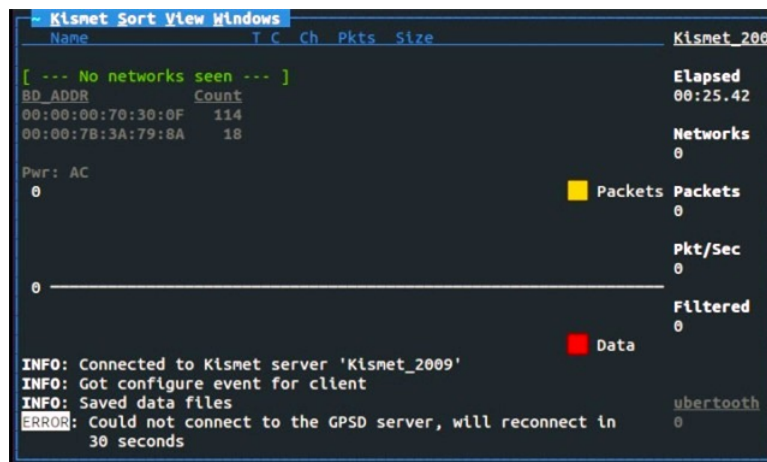 ~ Kismet Sort View Windows
Name T C Ch Pkts Size Kismet_200
[ --- No networks seen --- ] Elapsed
BD_ADDR Count 00:25.42
00:00:00:70:30:0F 114
00:00:7B:3A:79:8A 18 Networks
0
Pwr: AC
0 Packets Packets
0
Pkt/Sec
0
0
Filtered
0
Data
INFO: Connected to Kismet server 'Kismet_2009'
INFO: Got configure event for client
INFO: Saved data files ubertooth
ERROR: Could not connect to the GPSD server, will reconnect in 0
30 seconds